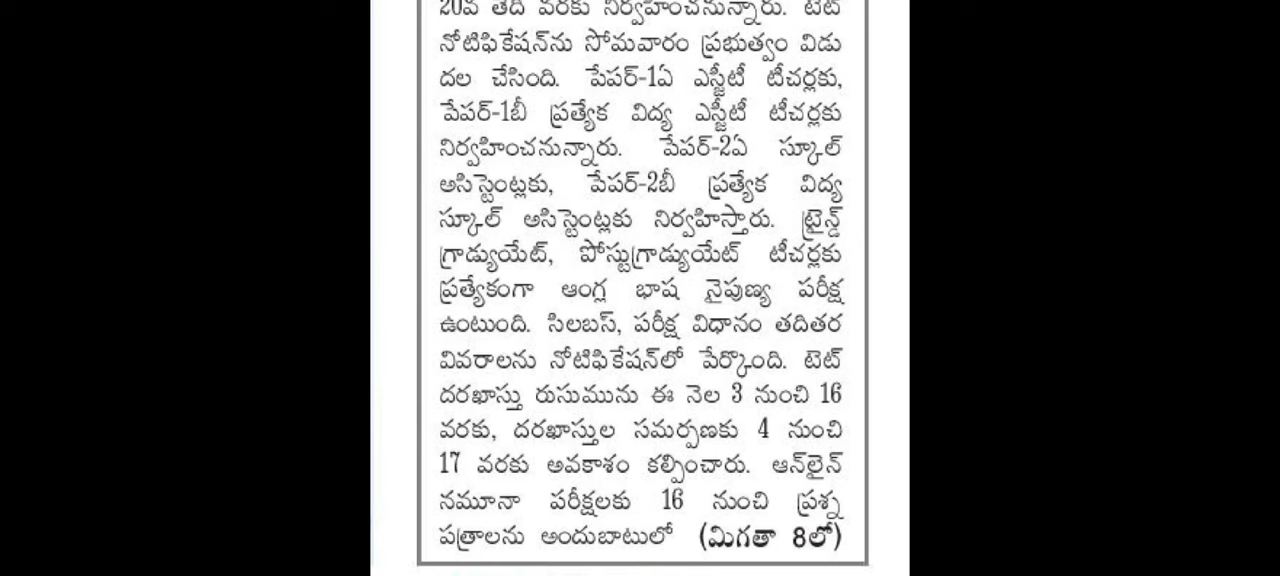 20వ తేదీ వరకు నిర్వహించనున్నారు. టెట్
నోటిఫికేషన్‌ను సోమవారం ప్రభుత్వం విడు
దల చేసింది. పేపర్-1ఏ ఎస్జీటీ టీచర్లకు,
పేపర్-1బీ ప్రత్యేక విద్య ఎస్జీటీ టీచర్లకు
నిర్వహించనున్నారు. పేపర్-2ఏ స్కూల్
అసిస్టెంట్లకు, పేపర్-2బీ ప్రత్యేక విద్య
స్కూల్ అసిస్టెంట్లకు నిర్వహిస్తారు. ట్రైన్డ్
గ్రాడ్యుయేట్, పోస్టుగ్రాడ్యుయేట్ టీచర్లకు
ప్రత్యేకంగా ఆంగ్ల భాష నైపుణ్య పరీక్ష
ఉంటుంది. సిలబస్, పరీక్ష విధానం తదితర
వివరాలను నోటిఫికేషన్‌లో పేర్కొంది. టెట్
దరఖాస్తు రుసుమును ఈ నెల 3 నుంచి 16
వరకు, దరఖాస్తుల సమర్పణకు 4 నుంచి
17 వరకు అవకాశం కల్పించారు. ఆన్‌లైన్
నమూనా పరీక్షలకు 16 నుంచి ప్రశ్న
పత్రాలను అందుబాటులో (మిగతా 8లో)